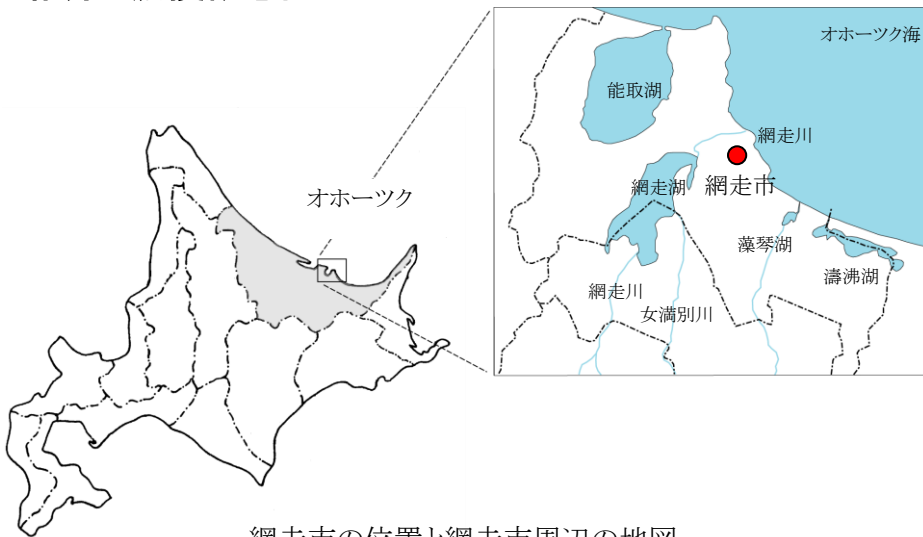 オホーツク海
能取湖
網走川
網走湖
網走市
藻琴湖
濤沸湖
網走川
女満別川
オホーツク
網走市の位置と網走市周辺の地図